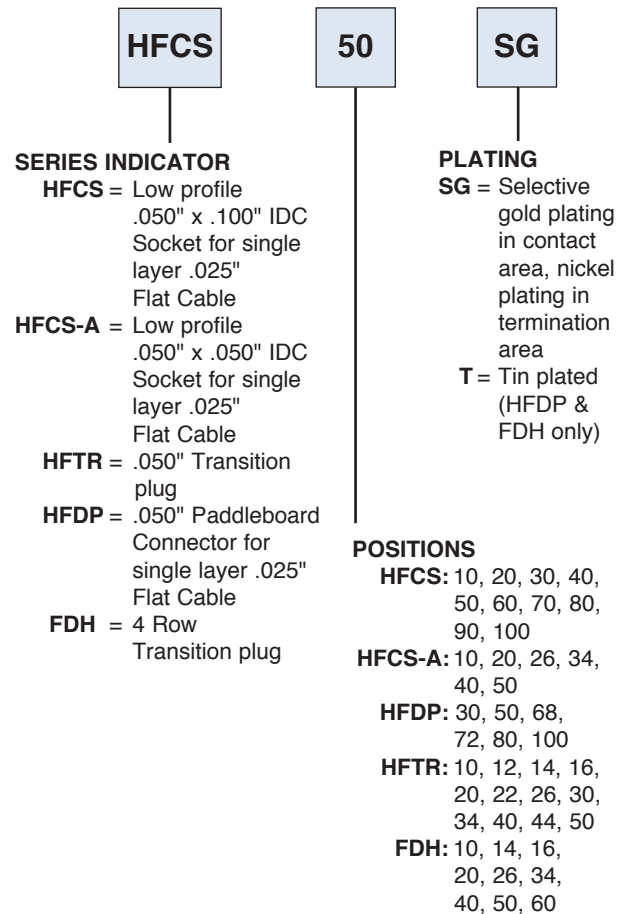 HFCS 50 SG
SERIES INDICATOR
HFCS = Low profile
.050" x .100" IDC
Socket for single
layer .025"
Flat Cable
HFCS-A = Low profile
.050" x .050" IDC
Socket for single
layer .025"
Flat Cable
HFTR = .050" Transition
plug
HFDP = .050" Paddleboard
Connector for
single layer .025"
Flat Cable
FDH = 4 Row
Transition plug
PLATING
SG = Selective
gold plating
in contact
area, nickel
plating in
termination
area
T = Tin plated
(HFDP &
FDH only)
POSITIONS
HFCS: 10, 20, 30, 40,
50, 60, 70, 80,
90, 100
HFCS-A: 10, 20, 26, 34,
40, 50
HFDP: 30, 50, 68,
72, 80, 100
HFTR: 10, 12, 14, 16,
20, 22, 26, 30,
34, 40, 44, 50
FDH: 10, 14, 16,
20, 26, 34,
40, 50, 60